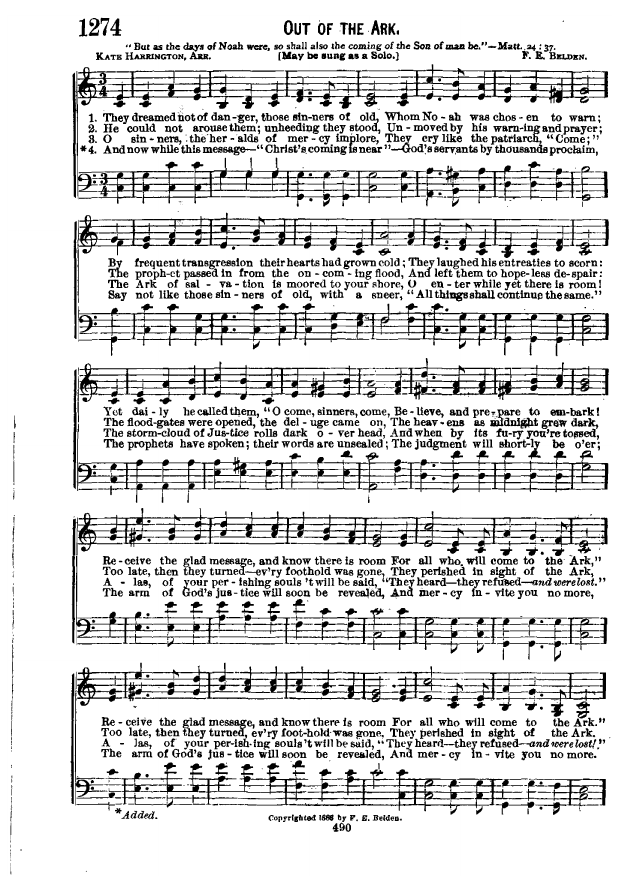 1274
OUT OF THE ARK.
"But as the days of Noah were, so shall also the coming of the Son of man be."—Matt. 24:37.
KATE HARRINGTON, ARR. [May be sung as a Solo.] F. E. BELDEN.
3 4
1. They dreamed not of dan-ger, those sin-ners of old, Whom No-ah was chos-en to warn;
2. He could not arouse them; unheeding they stood, Un-moved by his warn-ing and prayer;
3. O sin-ners, the her-alds of mer-cy implore, They cry like the patriarch, "Come;"
*4. And now while this message—"Christ's coming is near"—God's servants by thousands proclaim,
3 4
By frequent transgression their hearts had grown cold; They laughed his entreaties to scorn:
The proph-et passed in from the on-com-ing flood, And left them to hope-less de-spair:
The Ark of sal-va-tion is moored to your shore, O en-ter while yet there is room!
Say not like those sin-ners of old, with a sneer, "All things shall continue the same."
Yet dai-ly he called them, "O come, sinners, come, Be-lieve, and pre-pare to em-bark!
The flood-gates were opened, the del-uge came on, The heav-ens as midnight grew dark,
The storm-cloud of Jus-tice rolls dark o-ver head, And when by its fu-ry you're tossed,
The prophets have spoken; their words are unsealed; The judgment will short-ly be o'er;
Re-ceive the glad message, and know there is room For all who will come to the Ark,"
Too late, then they turned—ev'ry foothold was gone, They perished in sight of the Ark,
A-las, of your per-ishing souls 't will be said, "They heard—they refused—and were lost."
The arm of God's jus-tice will soon be revealed, And mer-cy in-vite you no more,
Re-ceive the glad message, and know there is room For all who will come to the Ark."
Too late, then they turned, ev'ry foot-hold was gone, They perished in sight of the Ark.
A-las, of your per-ish-ing souls 't will be said, "They heard—they refused—and were lost!"
The arm of God's jus-tice will soon be revealed, And mer-cy in-vite you no more.
*Added.
Copyrighted 1886 by F. E. Belden.
490